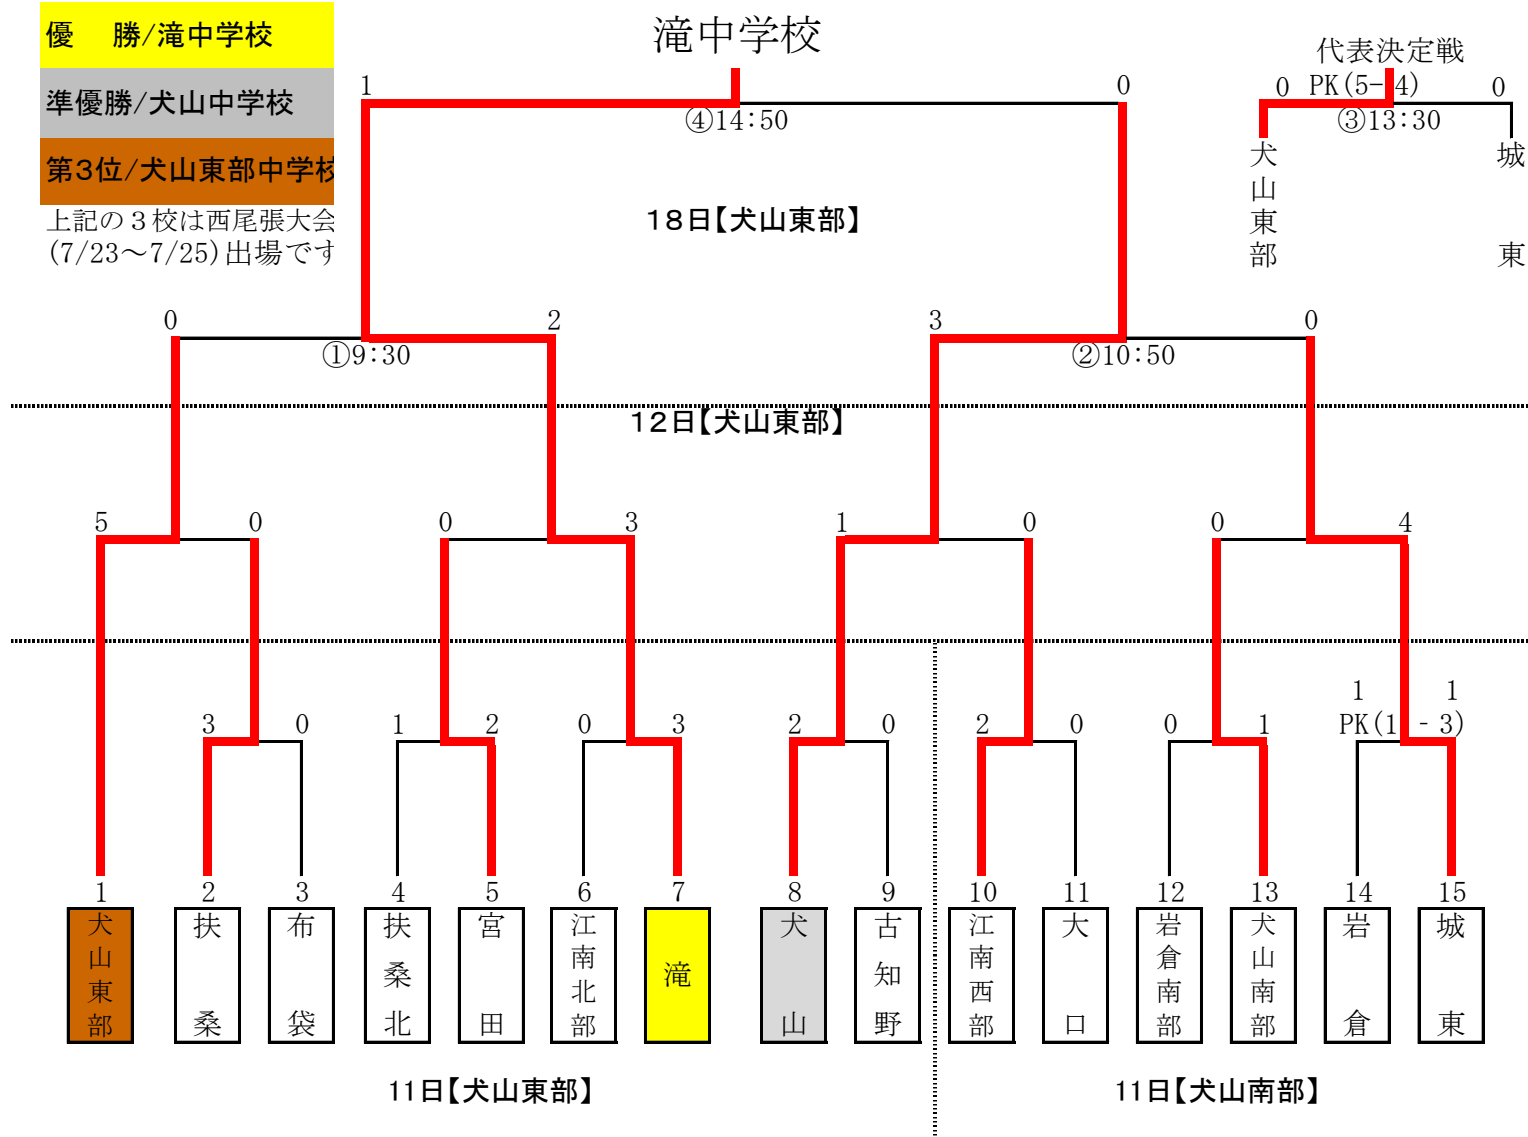 優　勝/滝中学校
準優勝/犬山中学校
第3位/犬山東部中学校
上記の３校は西尾張大会
(7/23～7/25)出場です
滝中学校
1
0
④14:50
代表決定戦
0 PK(5-4) 0
③13:30
犬山東部
城東
18日【犬山東部】
0
2
①9:30
3
0
②10:50
12日【犬山東部】
5 0 0 3 1 0 0 4
3 0 1 2 0 3 2 0 2 0 0 1
1 1
PK(1 - 3)
1 2 3 4 5 6 7 8 9 10 11 12 13 14 15
犬山東部
扶桑
布袋
扶桑北
宮田
江南北部
滝
犬山
古知野
江南西部
大口
岩倉南部
犬山南部
岩倉
城東
11日【犬山東部】
11日【犬山南部】